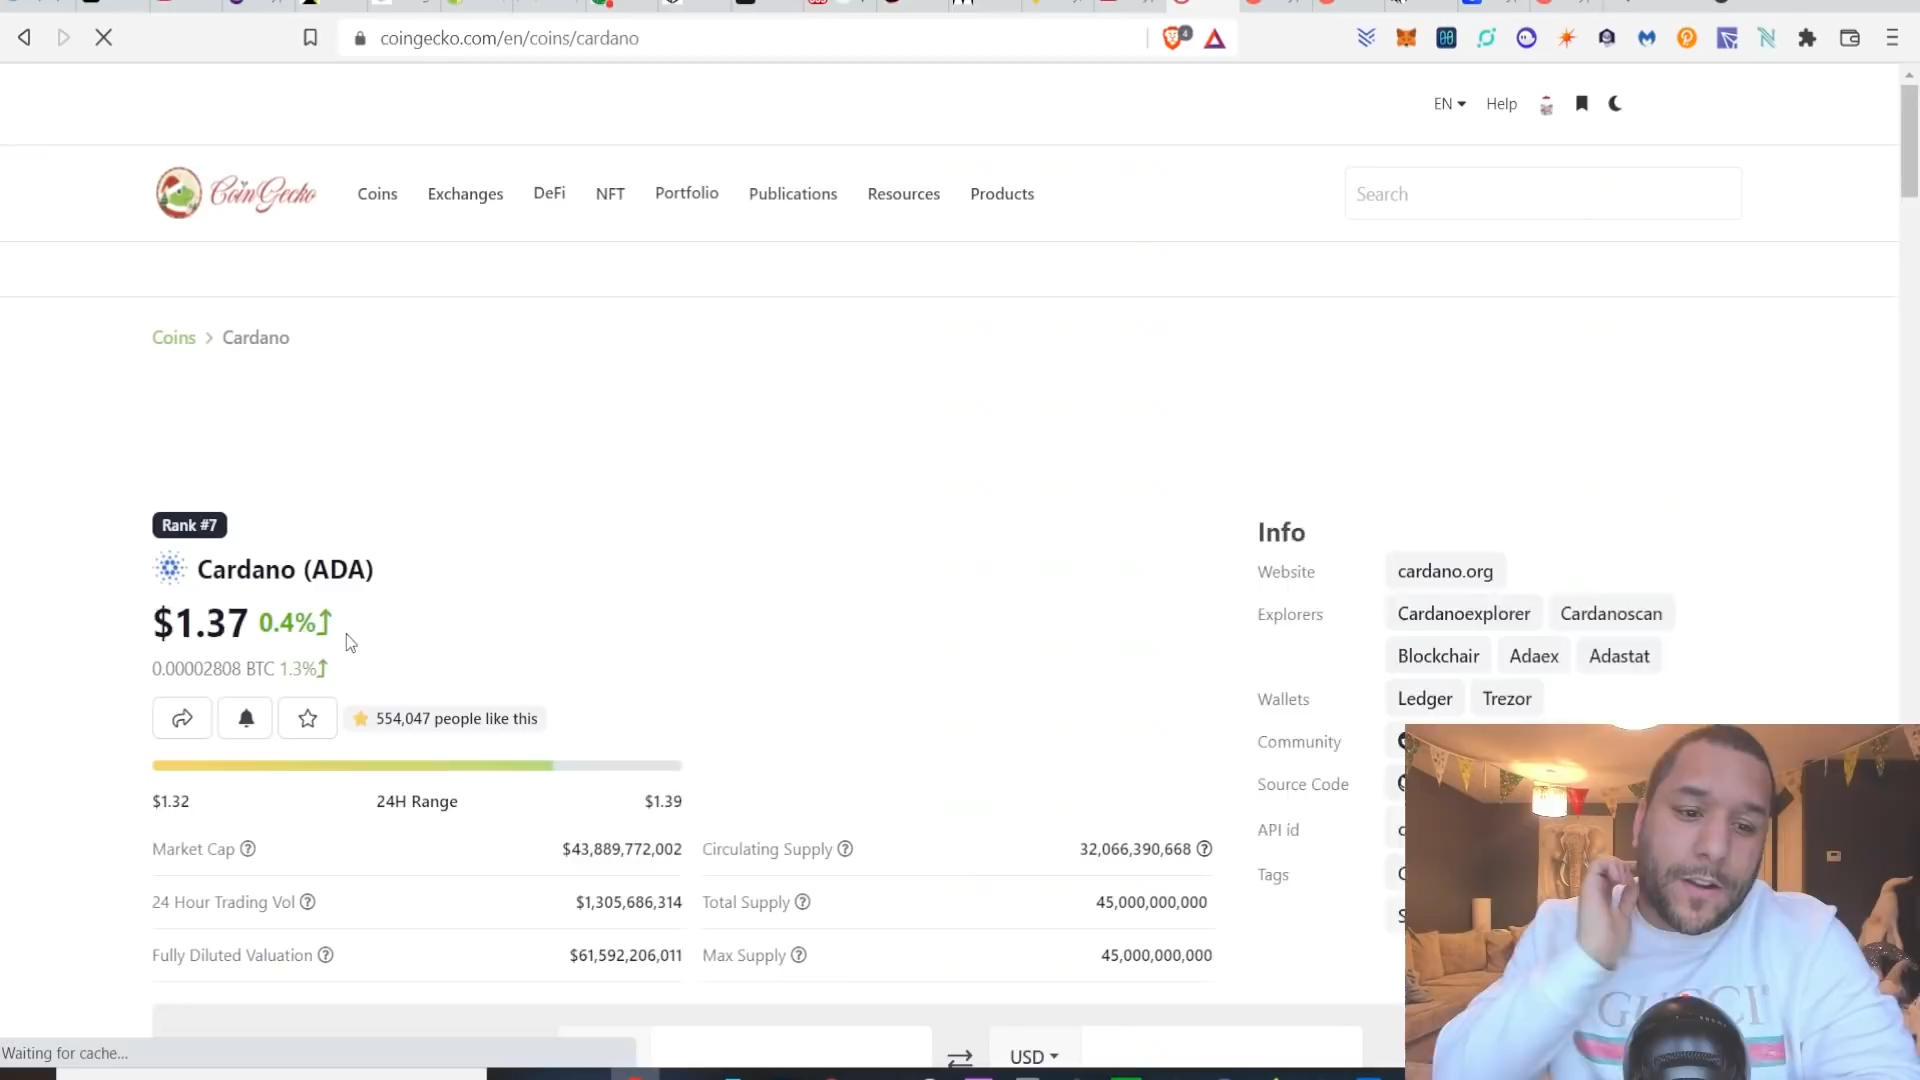 coingecko.com/en/coins/cardano
4
EN
Help
CoinGecko
Coins
Exchanges
DeFi
NFT
Portfolio
Publications
Resources
Products
Search
Coins > Cardano
Rank #7
Cardano (ADA)
$1.37 0.4%
0.00002808 BTC 1.3%
554,047 people like this
$1.32 24H Range $1.39
Market Cap $43,889,772,002
Circulating Supply 32,066,390,668
24 Hour Trading Vol $1,305,686,314
Total Supply 45,000,000,000
Fully Diluted Valuation $61,592,206,011
Max Supply 45,000,000,000
Info
Website cardano.org
Explorers Cardanoexplorer Cardanoscan
Blockchair Adaex Adastat
Wallets Ledger Trezor
Community
Source Code
API id
Tags
USD
Waiting for cache...
GUCCI